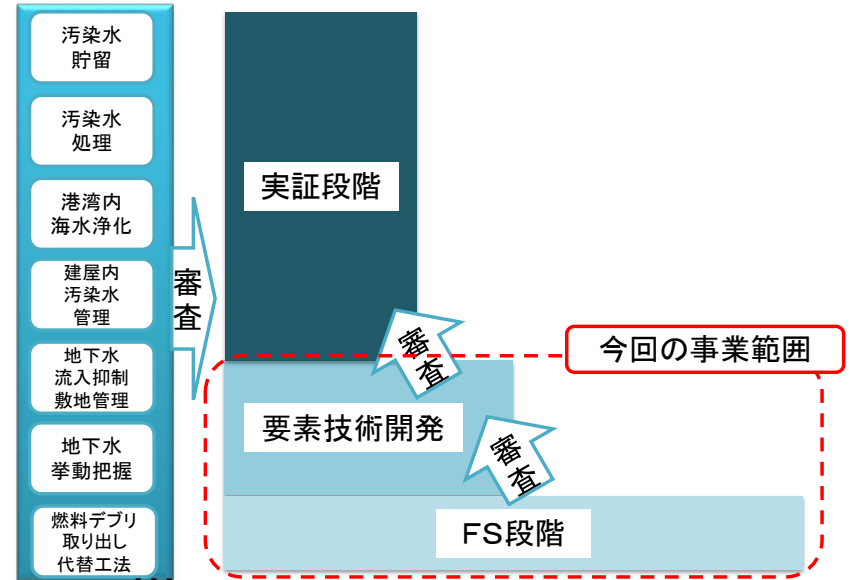 汚染水
貯留
汚染水
処理
港湾内
海水浄化
建屋内
汚染水
管理
地下水
流入抑制
敷地管理
地下水
挙動把握
燃料デブリ
取り出し
代替工法
審
査
実証段階
審
査
今回の事業範囲
要素技術開発
審
査
FS段階